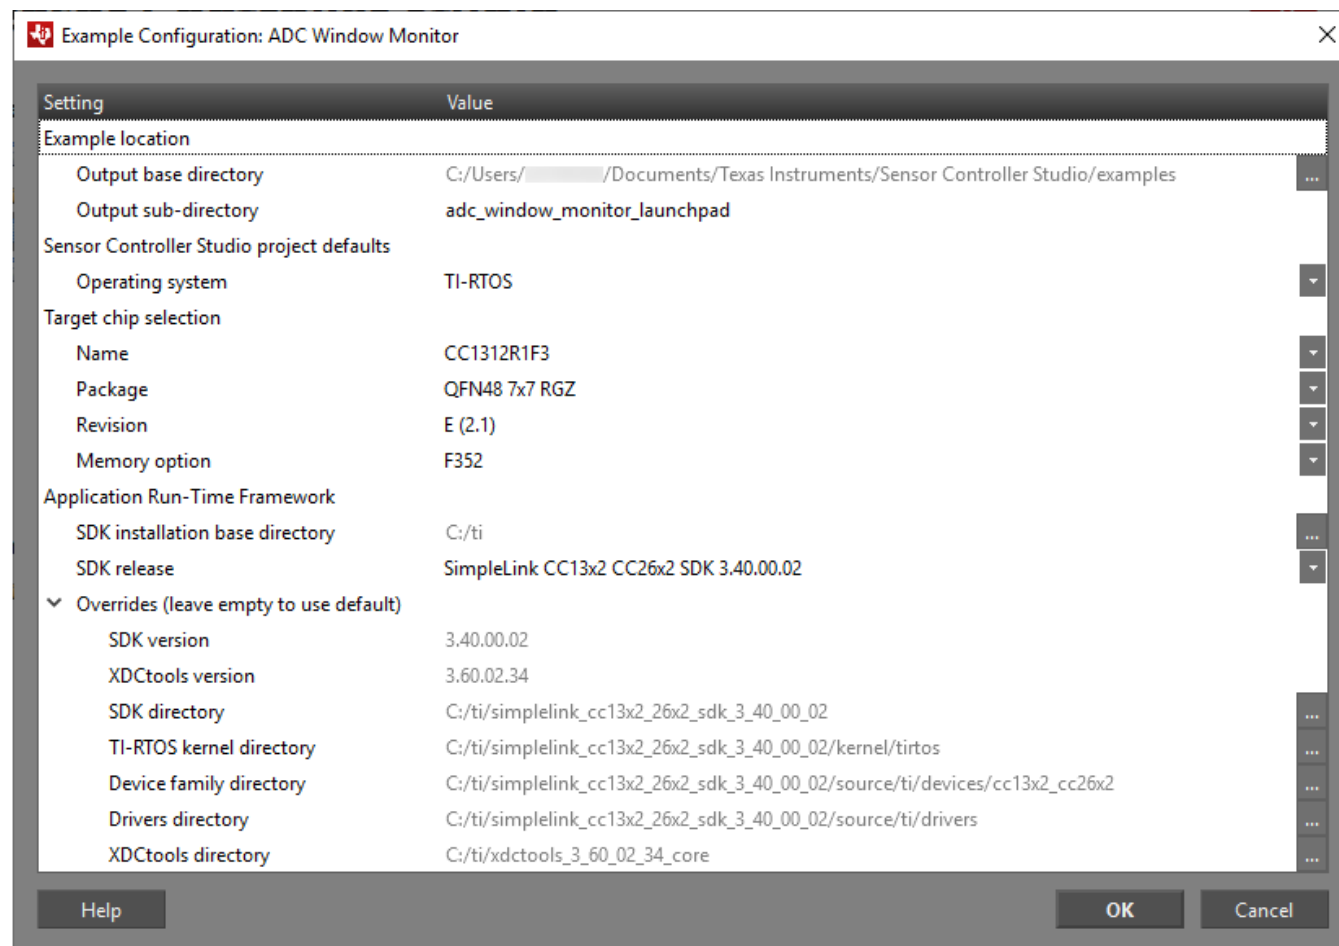 Example Configuration: ADC Window Monitor
Setting Value
Example location
Output base directory C:/Users/ /Documents/Texas Instruments/Sensor Controller Studio/examples ...
Output sub-directory adc_window_monitor_launchpad
Sensor Controller Studio project defaults
Operating system TI-RTOS
Target chip selection
Name CC1312R1F3
Package QFN48 7x7 RGZ
Revision E (2.1)
Memory option F352
Application Run-Time Framework
SDK installation base directory C:/ti ...
SDK release SimpleLink CC13x2 CC26x2 SDK 3.40.00.02
Overrides (leave empty to use default)
SDK version 3.40.00.02
XDCtools version 3.60.02.34
SDK directory C:/ti/simplelink_cc13x2_26x2_sdk_3_40_00_02 ...
TI-RTOS kernel directory C:/ti/simplelink_cc13x2_26x2_sdk_3_40_00_02/kernel/tirtos ...
Device family directory C:/ti/simplelink_cc13x2_26x2_sdk_3_40_00_02/source/ti/devices/cc13x2_cc26x2 ...
Drivers directory C:/ti/simplelink_cc13x2_26x2_sdk_3_40_00_02/source/ti/drivers ...
XDCtools directory C:/ti/xdctools_3_60_02_34_core ...
Help OK Cancel